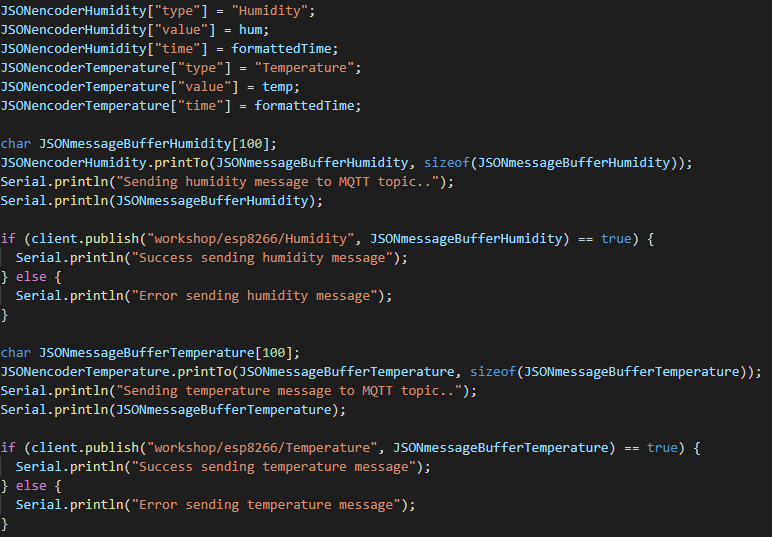 JSONencoderHumidity["type"] = "Humidity";
JSONencoderHumidity["value"] = hum;
JSONencoderHumidity["time"] = formattedTime;
JSONencoderTemperature["type"] = "Temperature";
JSONencoderTemperature["value"] = temp;
JSONencoderTemperature["time"] = formattedTime;

char JSONmessageBufferHumidity[100];
JSONencoderHumidity.printTo(JSONmessageBufferHumidity, sizeof(JSONmessageBufferHumidity));
Serial.println("Sending humidity message to MQTT topic..");
Serial.println(JSONmessageBufferHumidity);

if (client.publish("workshop/esp8266/Humidity", JSONmessageBufferHumidity) == true) {
  Serial.println("Success sending humidity message");
} else {
  Serial.println("Error sending humidity message");
}

char JSONmessageBufferTemperature[100];
JSONencoderTemperature.printTo(JSONmessageBufferTemperature, sizeof(JSONmessageBufferTemperature));
Serial.println("Sending temperature message to MQTT topic..");
Serial.println(JSONmessageBufferTemperature);

if (client.publish("workshop/esp8266/Temperature", JSONmessageBufferTemperature) == true) {
  Serial.println("Success sending temperature message");
} else {
  Serial.println("Error sending temperature message");
}